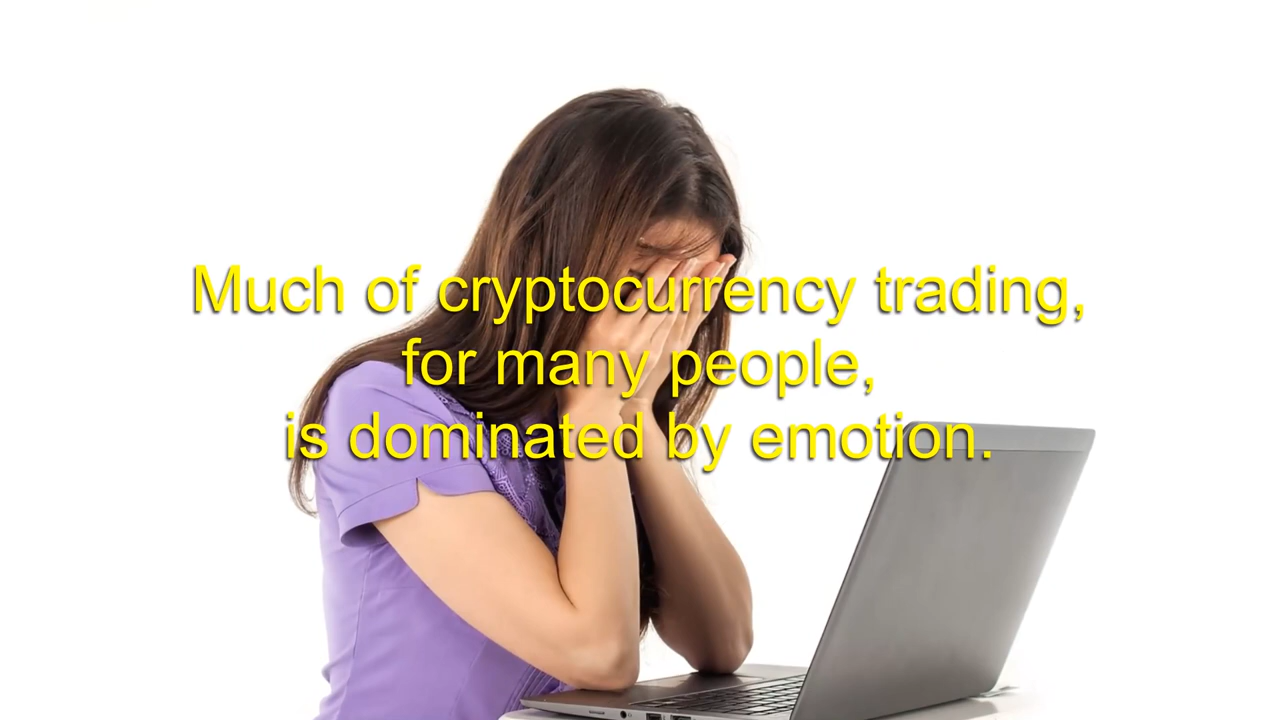 Much of cryptocurrency trading,
for many people,
is dominated by emotion.